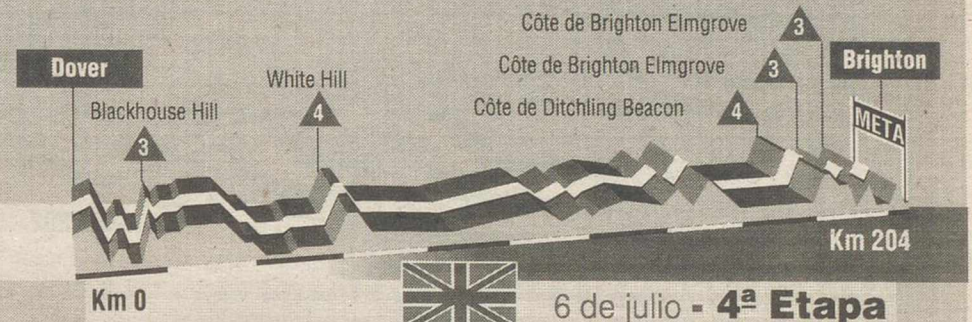 Côte de Brighton Elmgrove
3
Dover
White Hill
Côte de Brighton Elmgrove
3
Brighton
Blackhouse Hill
4
Côte de Ditchling Beacon
4
META
3
Km 204
Km 0
6 de julio - 4ª Etapa